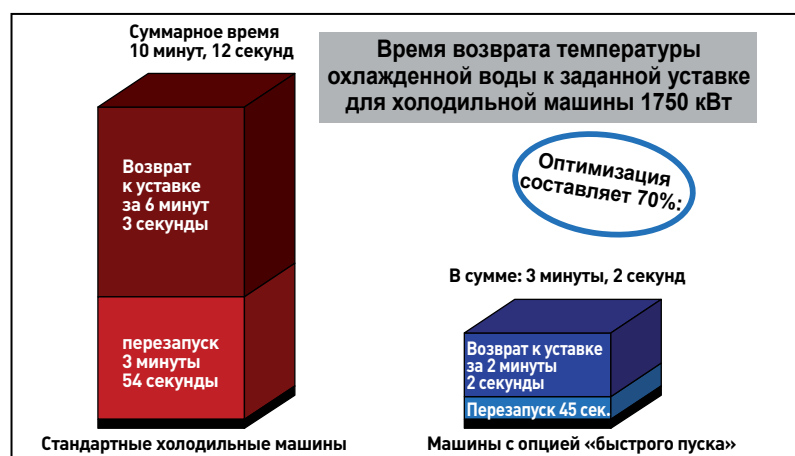 Суммарное время
10 минут, 12 секунд
Время возврата температуры
охлажденной воды к заданной уставке
для холодильной машины 1750 кВт
Оптимизация
составляет 70%:
Возврат
к уставке
за 6 минут
3 секунды
перезапуск
3 минуты
54 секунды
Стандартные холодильные машины
В сумме: 3 минуты, 2 секунд
Возврат к уставке
за 2 минуты
2 секунды
Перезапуск 45 сек.
Машины с опцией «быстрого пуска»